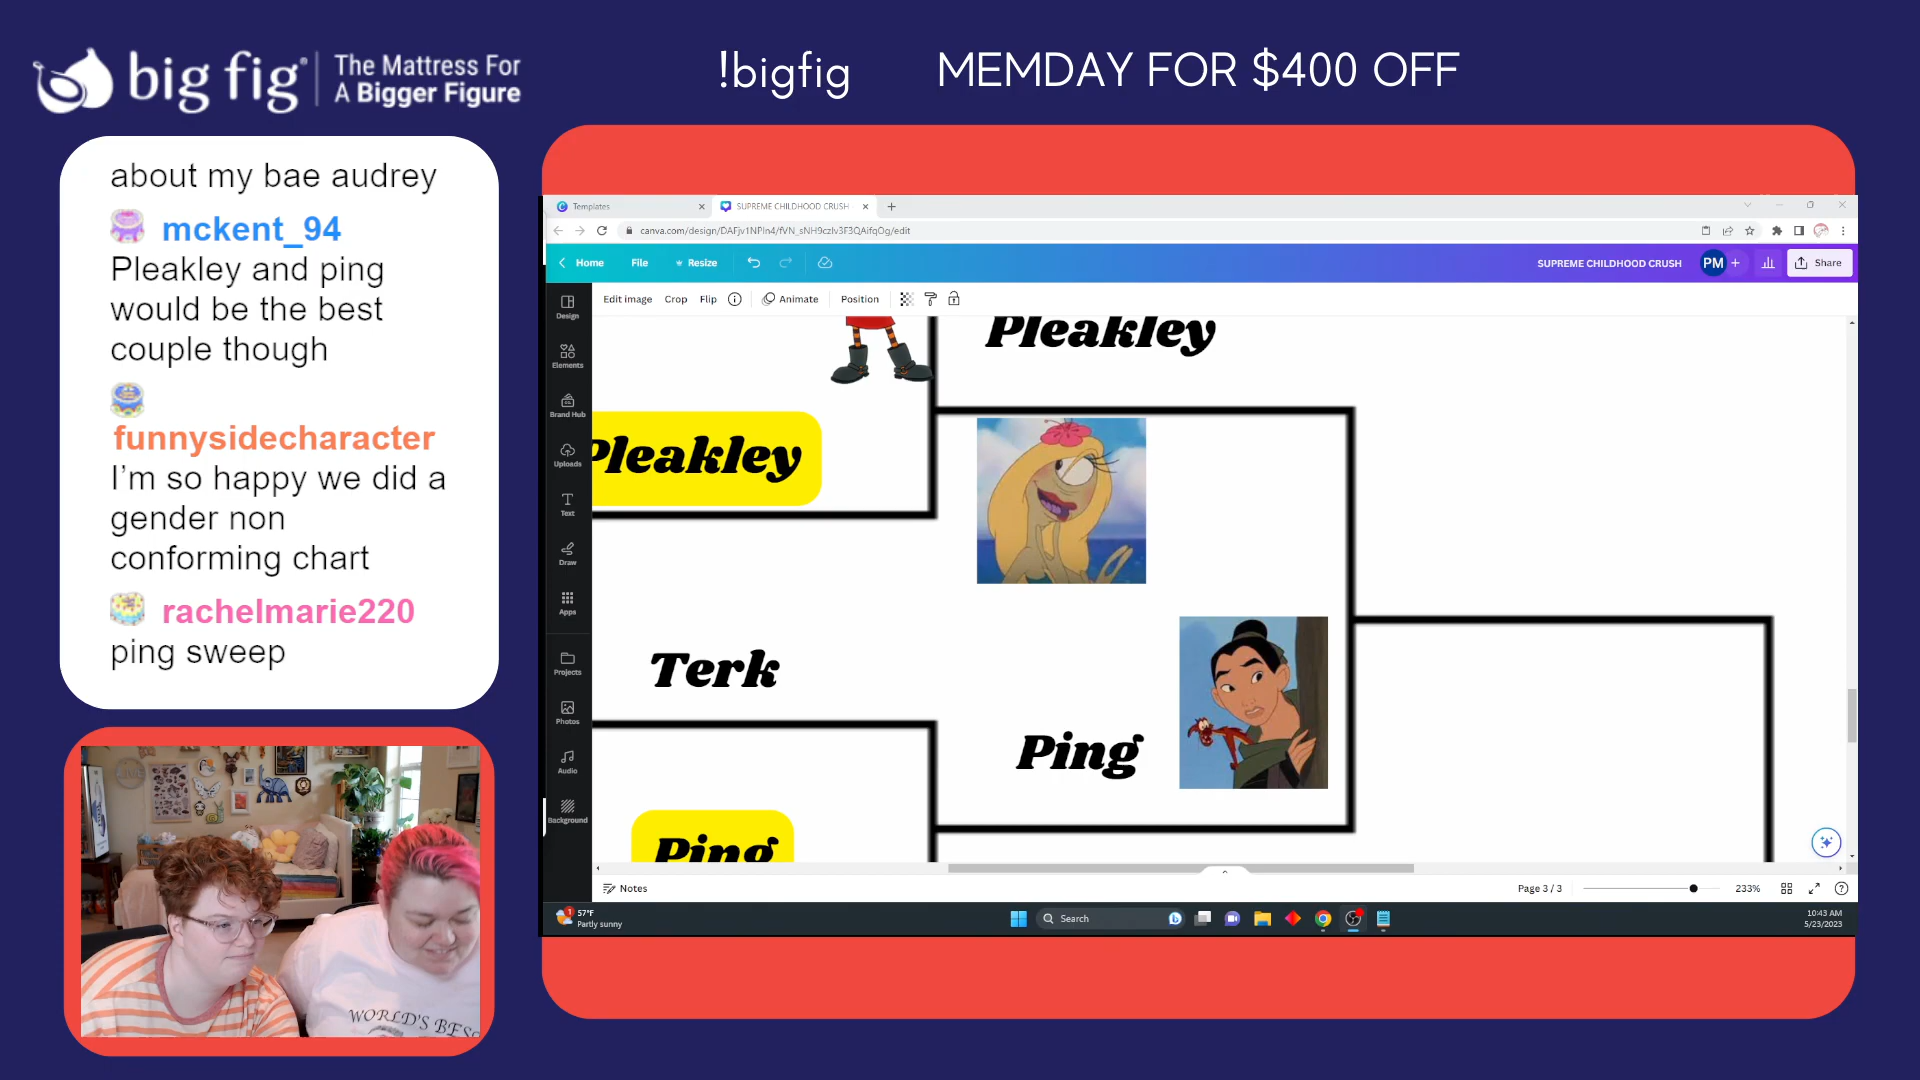 big fig
The Mattress For
A Bigger Figure
!bigfig
MEMDAY FOR $400 OFF
about my bae audrey
mckent_94
Pleakley and ping
would be the best
couple though
funnysidecharacter
I'm so happy we did a
gender non
conforming chart
rachelmarie220
ping sweep
WORLD'S BES
Templates
SUPREME CHILDHOOD CRUSH
canva.com/design/DAFjv1NPIn4/fVN_sNH9czlv3F3QAifqOg/edit
Home
File
Resize
SUPREME CHILDHOOD CRUSH
PM
Share
Edit image
Crop
Flip
Animate
Position
Design
Elements
Brand Hub
Uploads
Text
Draw
Apps
Projects
Photos
Audio
Background
Pleakley
Pleakley
Terk
Ping
Ping
Notes
Page 3 / 3
233%
1
57°F
Partly sunny
Search
10:43 AM
5/23/2023